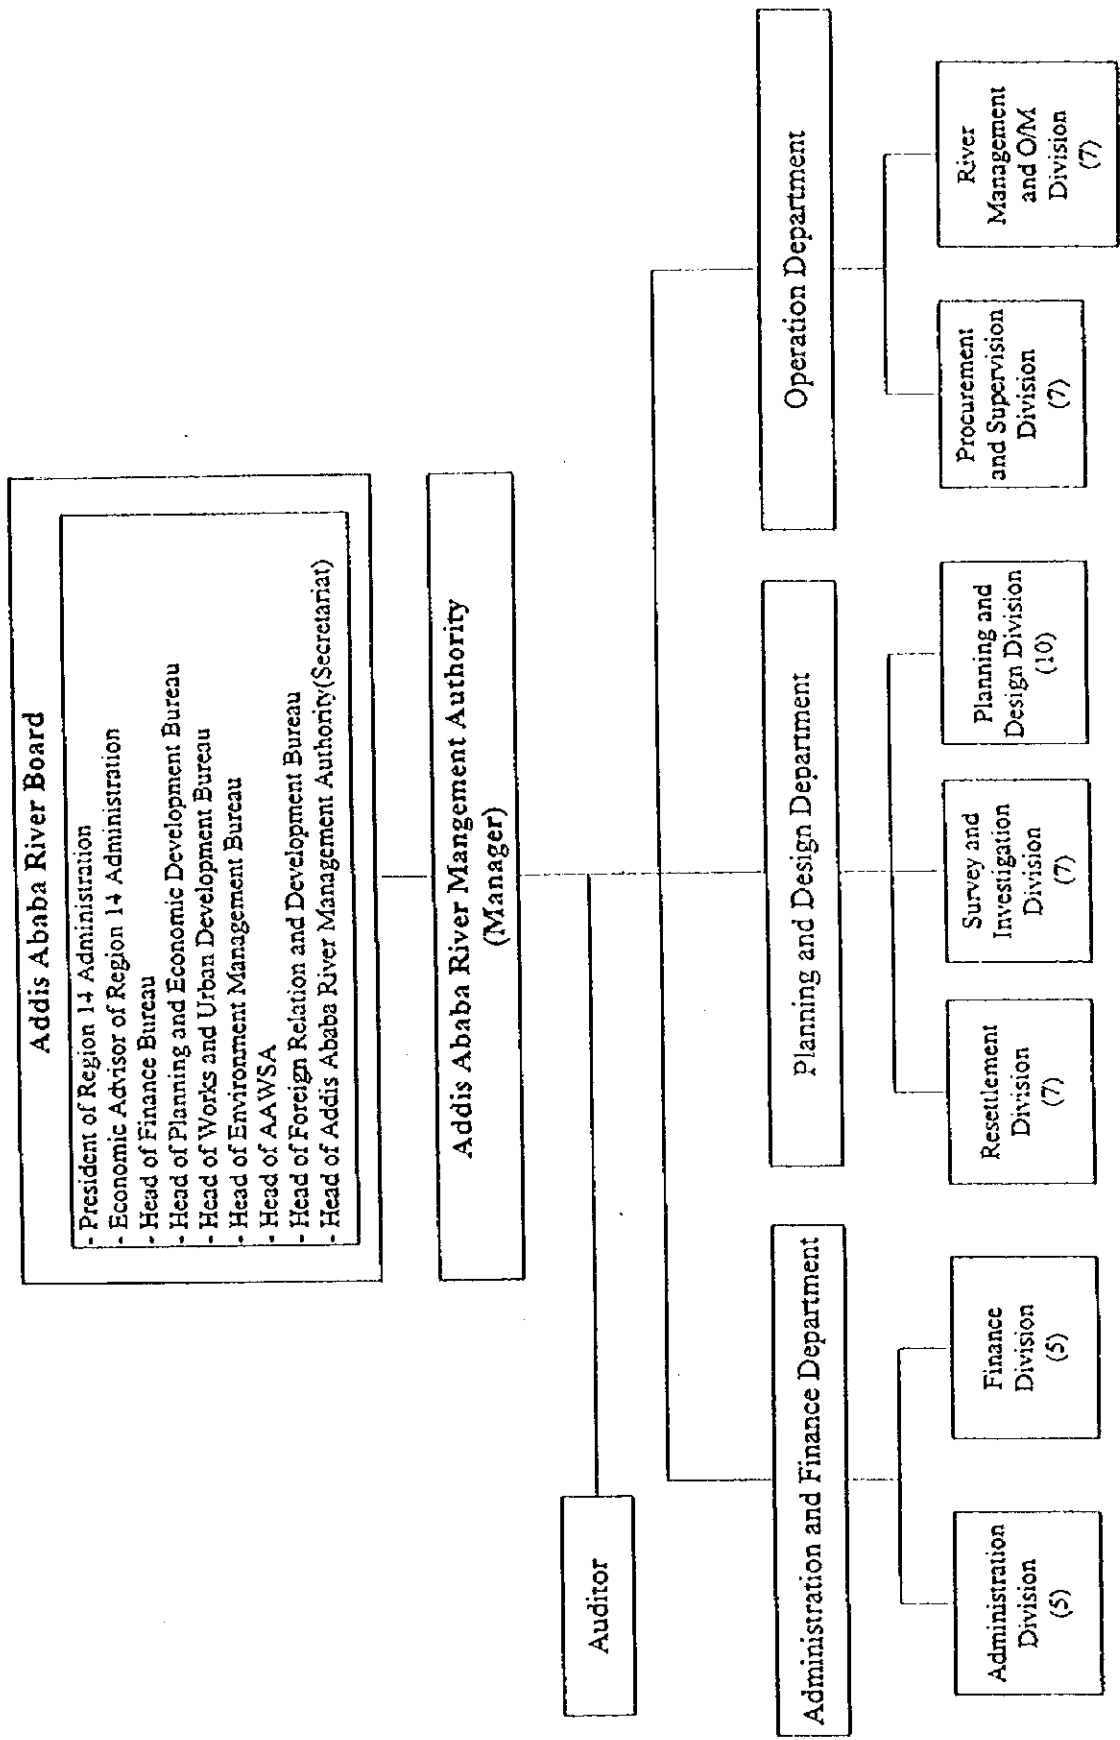 Addis Ababa River Board
- President of Region 14 Administration
- Economic Advisor of Region 14 Administration
- Head of Finance Bureau
- Head of Planning and Economic Development Bureau
- Head of Works and Urban Development Bureau
- Head of Environment Management Bureau
- Head of AAWSA
- Head of Foreign Relation and Development Bureau
- Head of Addis Ababa River Management Authority(Secretariat)
Addis Ababa River Mangement Authority
(Manager)
Auditor
Administration and Finance Department
Planning and Design Department
Operation Department
Administration
Division
(5)
Finance
Division
(5)
Resettlement
Division
(7)
Survey and
Investigation
Division
(7)
Planning and
Design Division
(10)
Procurement
and Supervision
Division
(7)
River
Management
and O/M
Division
(7)